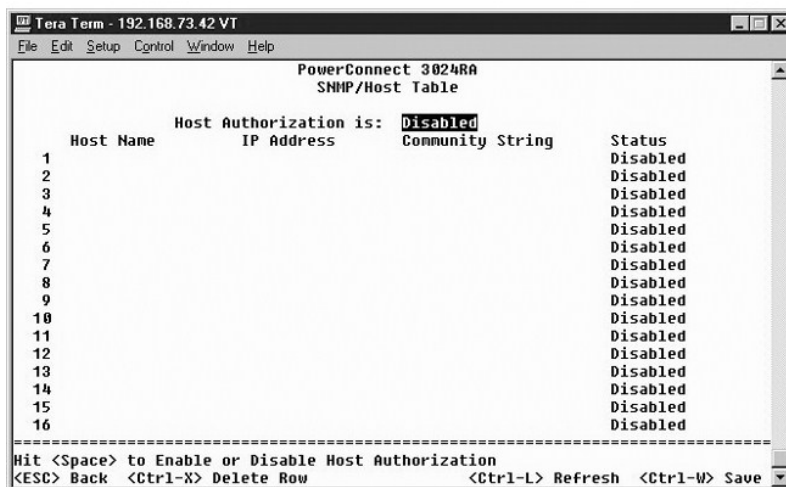 Tera Term - 192.168.73.42 VT
File Edit Setup Control Window Help
PowerConnect 3024RA
SNMP/Host Table
Host Authorization is: Disabled
Host Name IP Address Community String Status
1 Disabled
2 Disabled
3 Disabled
4 Disabled
5 Disabled
6 Disabled
7 Disabled
8 Disabled
9 Disabled
10 Disabled
11 Disabled
12 Disabled
13 Disabled
14 Disabled
15 Disabled
16 Disabled
Hit <Space> to Enable or Disable Host Authorization
<ESC> Back <Ctrl-X> Delete Row <Ctrl-L> Refresh <Ctrl-W> Save